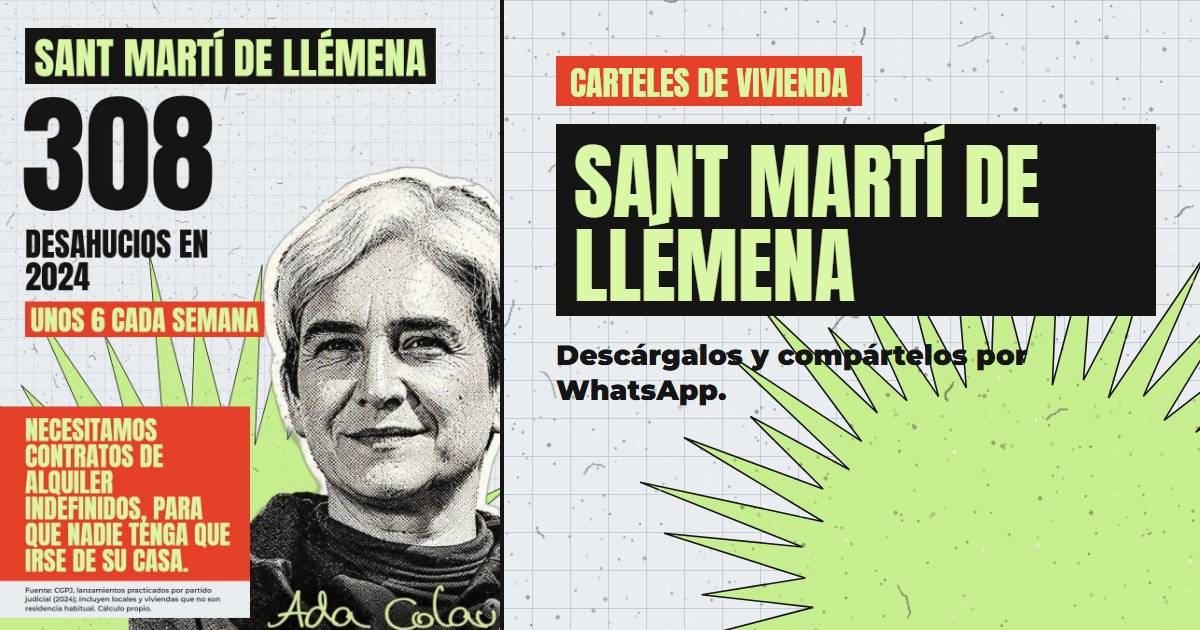 SANT MARTÍ DE LLÉMENA
308
DESAHUCIOS EN
2024
UNOS 6 CADA SEMANA
NECESITAMOS
CONTRATOS DE
ALQUILER
INDEFINIDOS, PARA
QUE NADIE TENGA QUE
IRSE DE SU CASA.
Fuente: CGPJ, lanzamientos practicados por partido
judicial (2024); incluyen locales y viviendas que no son
residencia habitual. Cálculo propio.
Ada Colau
CARTELES DE VIVIENDA
SANT MARTÍ DE
LLÉMENA
Descárgalos y compártelos por
WhatsApp.